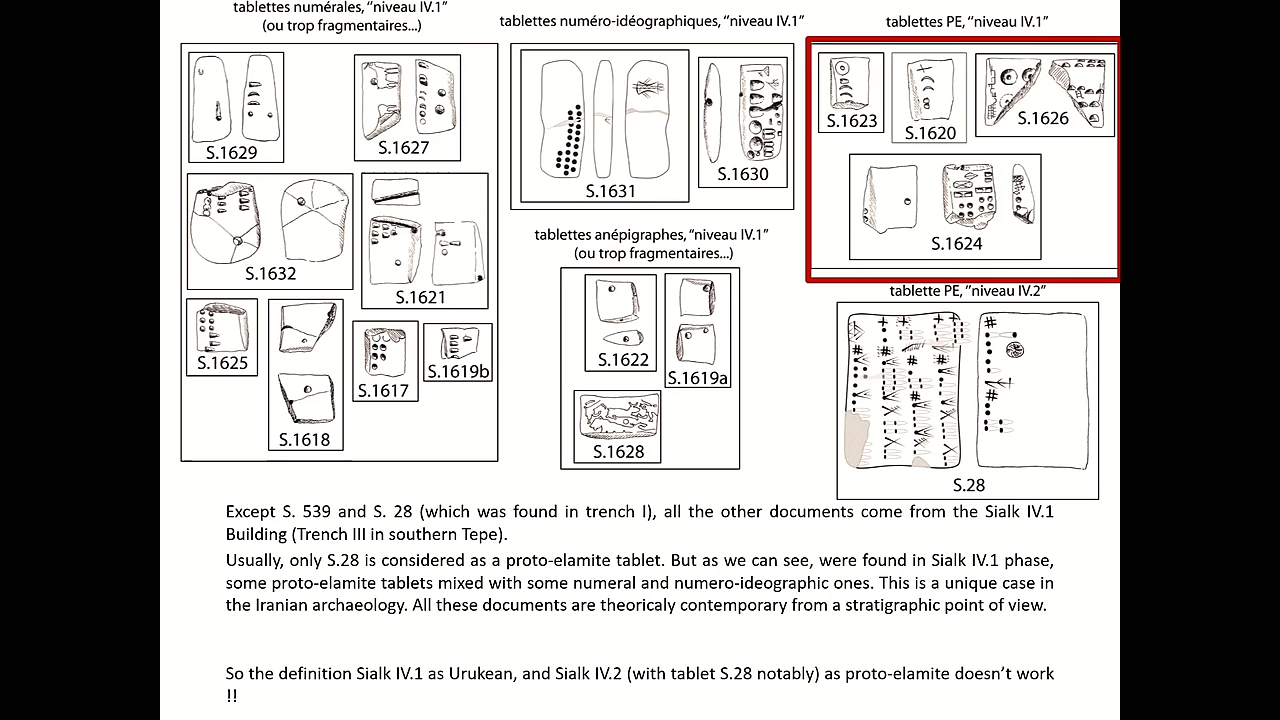 tablettes numérales, “niveau IV.1”
(ou trop fragmentaires...)
S.1629
S.1627
S.1632
S.1621
S.1625
S.1618
S.1617
S.1619b
tablettes numéro-idéographiques, “niveau IV.1”
S.1631
S.1630
tablettes anépigraphes, “niveau IV.1”
(ou trop fragmentaires...)
S.1622
S.1619a
S.1628
tablettes PE, “niveau IV.1”
S.1623
S.1620
S.1626
S.1624
tablette PE, “niveau IV.2”
S.28
Except S. 539 and S. 28 (which was found in trench I), all the other documents come from the Sialk IV.1
Building (Trench III in southern Tepe).
Usually, only S.28 is considered as a proto-elamite tablet. But as we can see, were found in Sialk IV.1 phase,
some proto-elamite tablets mixed with some numeral and numero-ideographic ones. This is a unique case in
the Iranian archaeology. All these documents are theoricaly contemporary from a stratigraphic point of view.
So the definition Sialk IV.1 as Urukean, and Sialk IV.2 (with tablet S.28 notably) as proto-elamite doesn’t work
!!